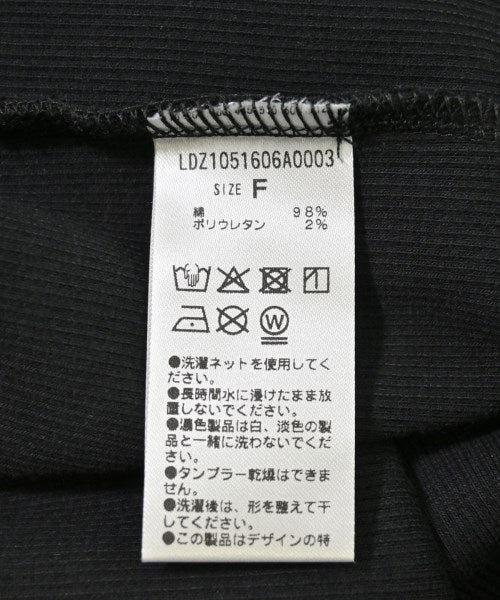 LDZ1051606A0003
SIZE F
綿 98%
ポリウレタン 2%
W
●洗濯ネットを使用してく
ださい。
●長時間水に浸けたまま放
置しないでください。
●濃色製品は白、淡色の製
品と一緒に洗わないでくだ
さい。
●タンブラー乾燥はできま
せん。
●洗濯後は、形を整えて干
してください。
●この製品はデザインの特